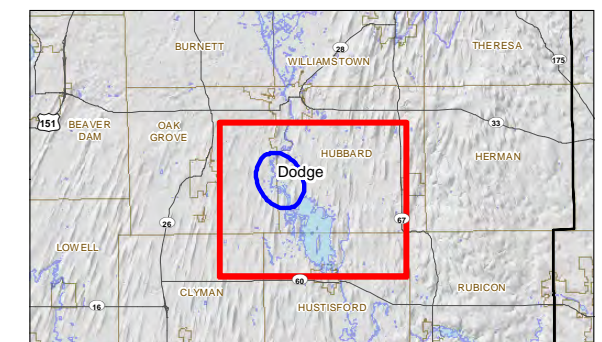 BURNETT
28
WILLIAMSTOWN
THERESA
175
151
BEAVER
DAM
OAK
GROVE
33
HUBBARD
HERMAN
Dodge
26
67
LOWELL
60
CLYMAN
RUBICON
16
HUSTISFORD